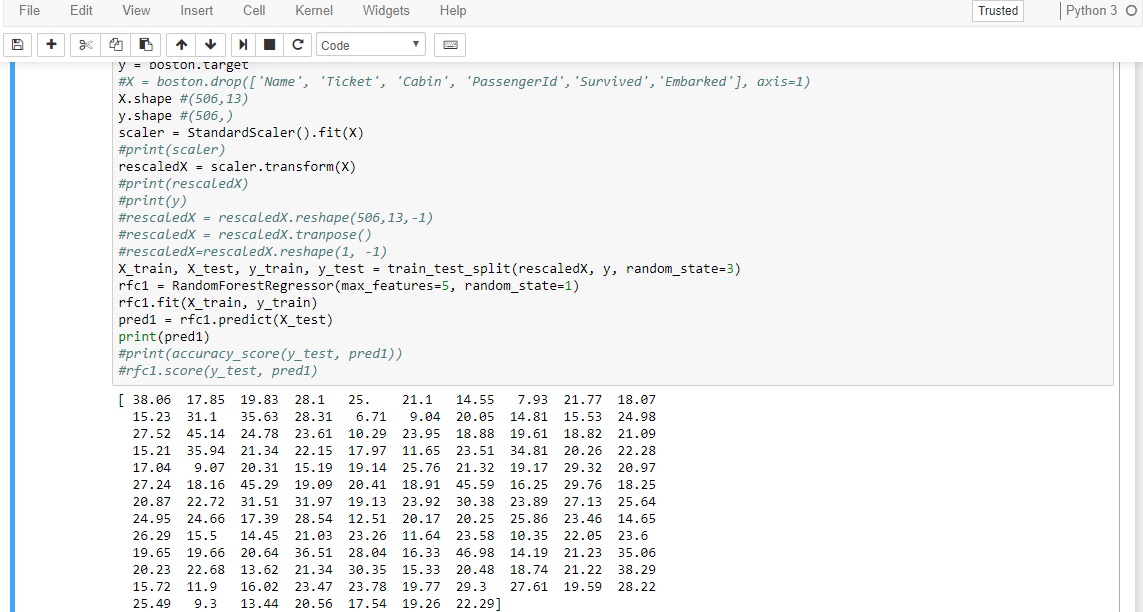 File Edit View Insert Cell Kernel Widgets Help Trusted Python 3
Code
y = boston.target
#X = boston.drop(['Name', 'Ticket', 'Cabin', 'PassengerId','Survived','Embarked'], axis=1)
X.shape #(506,13)
y.shape #(506,)
scaler = StandardScaler().fit(X)
#print(scaler)
rescaledX = scaler.transform(X)
#print(rescaledX)
#print(y)
#rescaledX = rescaledX.reshape(506,13,-1)
#rescaledX = rescaledX.tranpose()
#rescaledX=rescaledX.reshape(1, -1)
X_train, X_test, y_train, y_test = train_test_split(rescaledX, y, random_state=3)
rfc1 = RandomForestRegressor(max_features=5, random_state=1)
rfc1.fit(X_train, y_train)
pred1 = rfc1.predict(X_test)
print(pred1)
#print(accuracy_score(y_test, pred1))
#rfc1.score(y_test, pred1)
[ 38.06 17.85 19.83 28.1 25. 21.1 14.55 7.93 21.77 18.07
15.23 31.1 35.63 28.31 6.71 9.04 20.05 14.81 15.53 24.98
27.52 45.14 24.78 23.61 10.29 23.95 18.88 19.61 18.82 21.09
15.21 35.94 21.34 22.15 17.97 11.65 23.51 34.81 20.26 22.28
17.04 9.07 20.31 15.19 19.14 25.76 21.32 19.17 29.32 20.97
27.24 18.16 45.29 19.09 20.41 18.91 45.59 16.25 29.76 18.25
20.87 22.72 31.51 31.97 19.13 23.92 30.38 23.89 27.13 25.64
24.95 24.66 17.39 28.54 12.51 20.17 20.25 25.86 23.46 14.65
26.29 15.5 14.45 21.03 23.26 11.64 23.58 10.35 22.05 23.6
19.65 19.66 20.64 36.51 28.04 16.33 46.98 14.19 21.23 35.06
20.23 22.68 13.62 21.34 30.35 15.33 20.48 18.74 21.22 38.29
15.72 11.9 16.02 23.47 23.78 19.77 29.3 27.61 19.59 28.22
25.49 9.3 13.44 20.56 17.54 19.26 22.29]